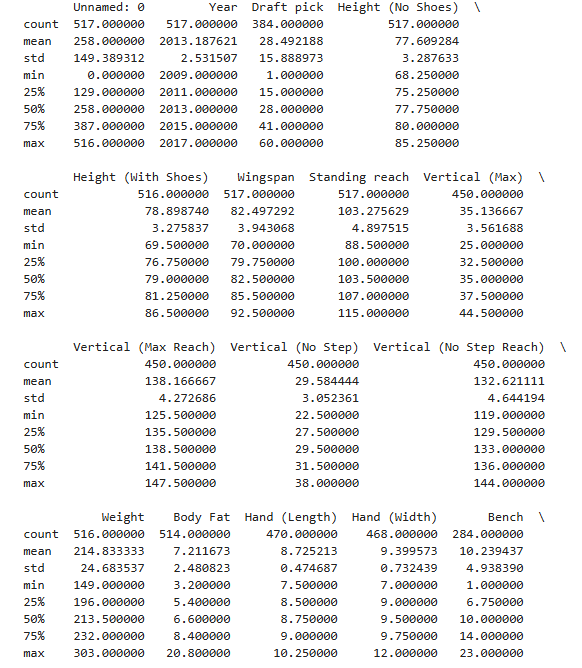 Unnamed: 0 Year Draft pick Height (No Shoes) \
count 517.000000 517.000000 384.000000 517.000000
mean 258.000000 2013.187621 28.492188 77.609284
std 149.389312 2.531507 15.888973 3.287633
min 0.000000 2009.000000 1.000000 68.250000
25% 129.000000 2011.000000 15.000000 75.250000
50% 258.000000 2013.000000 28.000000 77.750000
75% 387.000000 2015.000000 41.000000 80.000000
max 516.000000 2017.000000 60.000000 85.250000
Height (With Shoes) Wingspan Standing reach Vertical (Max) \
count 516.000000 517.000000 517.000000 450.000000
mean 78.898740 82.497292 103.275629 35.136667
std 3.275837 3.943068 4.897515 3.561688
min 69.500000 70.000000 88.500000 25.000000
25% 76.750000 79.750000 100.000000 32.500000
50% 79.000000 82.500000 103.500000 35.000000
75% 81.250000 85.500000 107.000000 37.500000
max 86.500000 92.500000 115.000000 44.500000
Vertical (Max Reach) Vertical (No Step) Vertical (No Step Reach) \
count 450.000000 450.000000 450.000000
mean 138.166667 29.584444 132.621111
std 4.272686 3.052361 4.644194
min 125.500000 22.500000 119.000000
25% 135.500000 27.500000 129.500000
50% 138.500000 29.500000 133.000000
75% 141.500000 31.500000 136.000000
max 147.500000 38.000000 144.000000
Weight Body Fat Hand (Length) Hand (Width) Bench \
count 516.000000 514.000000 470.000000 468.000000 284.000000
mean 214.833333 7.211673 8.725213 9.399573 10.239437
std 24.683537 2.480823 0.474687 0.732439 4.938390
min 149.000000 3.200000 7.500000 7.000000 1.000000
25% 196.000000 5.400000 8.500000 9.000000 6.750000
50% 213.500000 6.600000 8.750000 9.500000 10.000000
75% 232.000000 8.400000 9.000000 9.750000 14.000000
max 303.000000 20.800000 10.250000 12.000000 23.000000